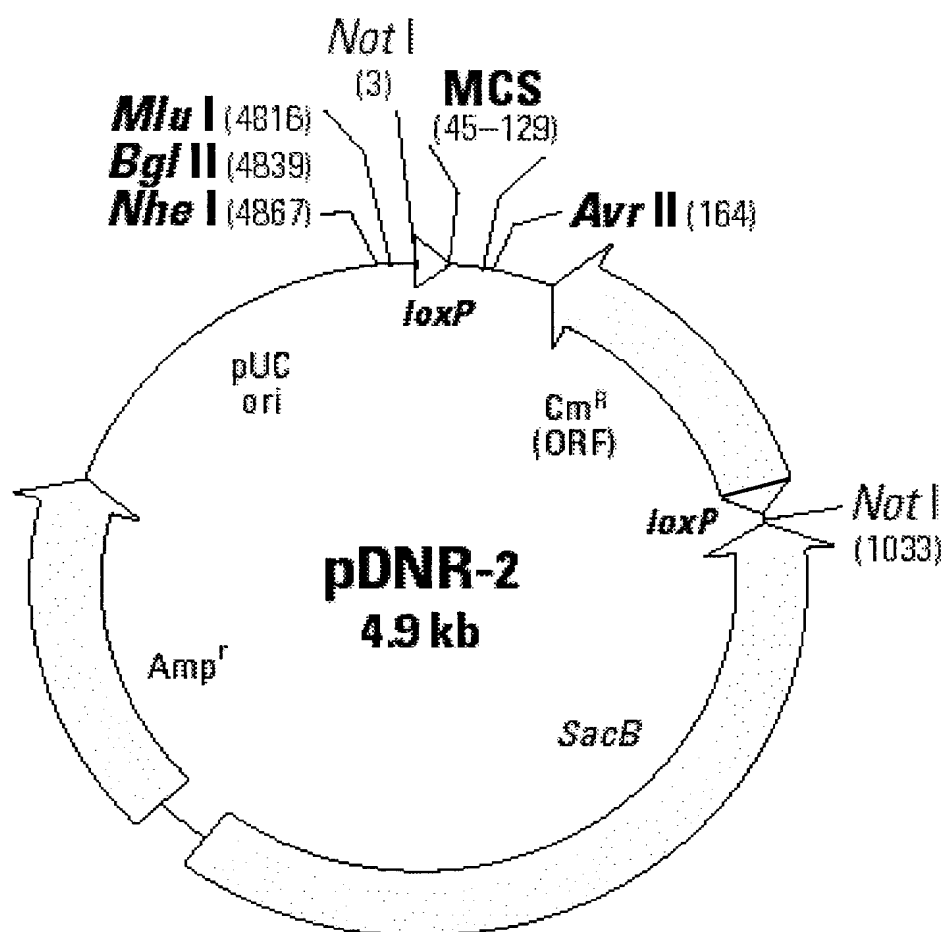 Not I
(3)
MCS
(45–129)
Mlu I (4816)
Bgl II (4839)
Nhe I (4867)
Avr II (164)
loxP
pUC
ori
CmR
(ORF)
loxP
Not I
(1033)
pDNR-2
4.9 kb
Ampr
SacB